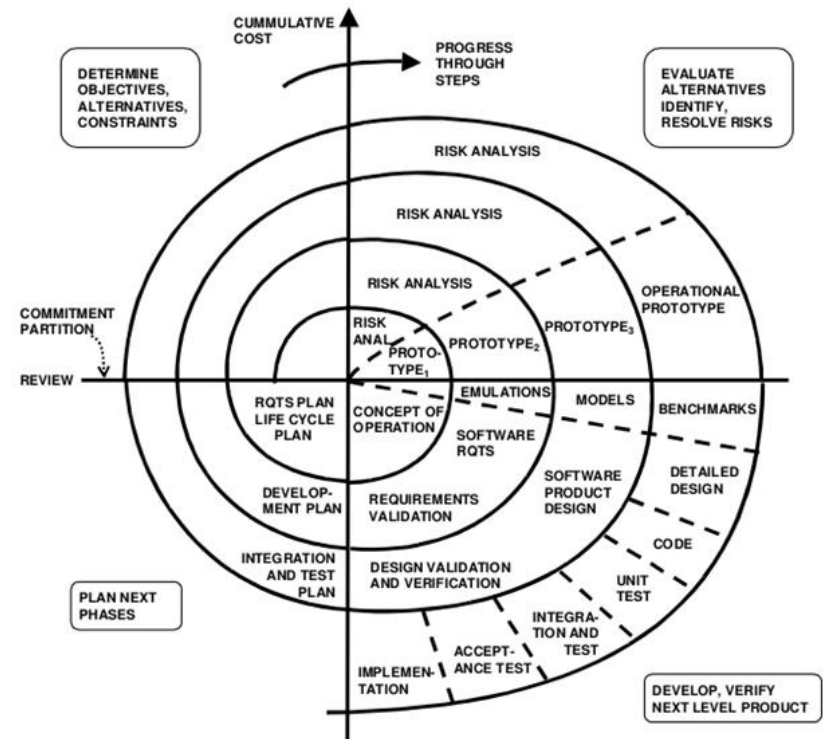 CUMMULATIVE
COST
PROGRESS
THROUGH
STEPS
DETERMINE
OBJECTIVES,
ALTERNATIVES,
CONSTRAINTS
EVALUATE
ALTERNATIVES
IDENTIFY,
RESOLVE RISKS
RISK ANALYSIS
RISK ANALYSIS
RISK ANALYSIS
RISK
ANAL.
PROTO-
TYPE₁
PROTOTYPE₂
PROTOTYPE₃
OPERATIONAL
PROTOTYPE
COMMITMENT
PARTITION
REVIEW
RQTS PLAN
LIFE CYCLE
PLAN
CONCEPT OF
OPERATION
EMULATIONS
MODELS
BENCHMARKS
SOFTWARE
RQTS
SOFTWARE
PRODUCT
DESIGN
DETAILED
DESIGN
DEVELOP-
MENT PLAN
REQUIREMENTS
VALIDATION
CODE
UNIT
TEST
INTEGRATION
AND TEST
PLAN
DESIGN VALIDATION
AND VERIFICATION
INTEGRA-
TION AND
TEST
ACCEPT-
ANCE TEST
IMPLEMEN-
TATION
PLAN NEXT
PHASES
DEVELOP, VERIFY
NEXT LEVEL PRODUCT